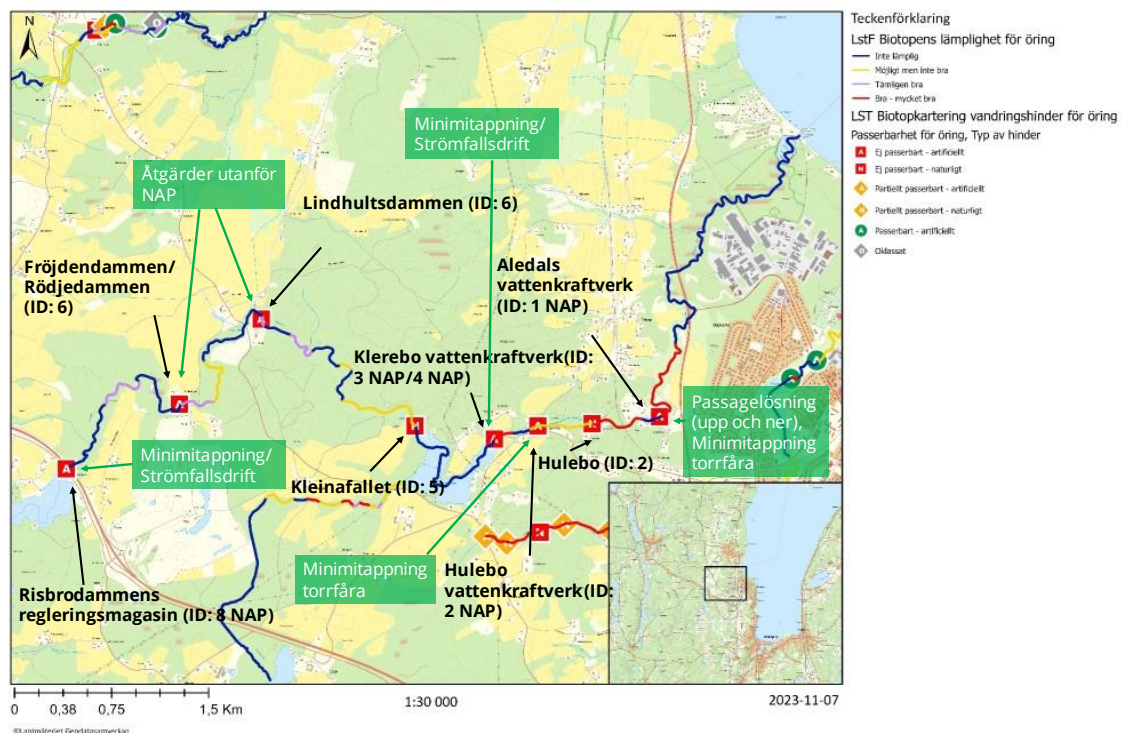 N
Minimitappning/
Strömfallsdrift
Åtgärder utanför
NAP
Lindhultsdammen (ID: 6)
Fröjdendammen/
Rödjedammen
(ID: 6)
Aledals
vattenkraftverk
(ID: 1 NAP)
Klerebo vattenkraftverk(ID:
3 NAP/4 NAP)
Passagelösning
(upp och ner),
Minimitappning
torrfåra
Minimitappning/
Strömfallsdrift
Hulebo (ID: 2)
Kleinafallet (ID: 5)
Minimitappning
torrfåra
Hulebo
vattenkraftverk(ID:
2 NAP)
Risbrodammens
regleringsmagasin (ID: 8 NAP)
0 0,38 0,75 1,5 Km
1:30 000
2023-11-07
©Lantmäteriet Geodatasamverkan
Teckenförklaring
LstF Biotopens lämplighet för öring
Inte lämplig
Möjligt men inte bra
Tämligen bra
Bra - mycket bra
LST Biotopkartering vandringshinder för öring
Passerbarhet för öring, Typ av hinder
A Ej passerbart - artificiellt
N Ej passerbart - naturligt
A Partiellt passerbart - artificiellt
N Partiellt passerbart - naturligt
A Passerbart - artificiellt
O Oklassat